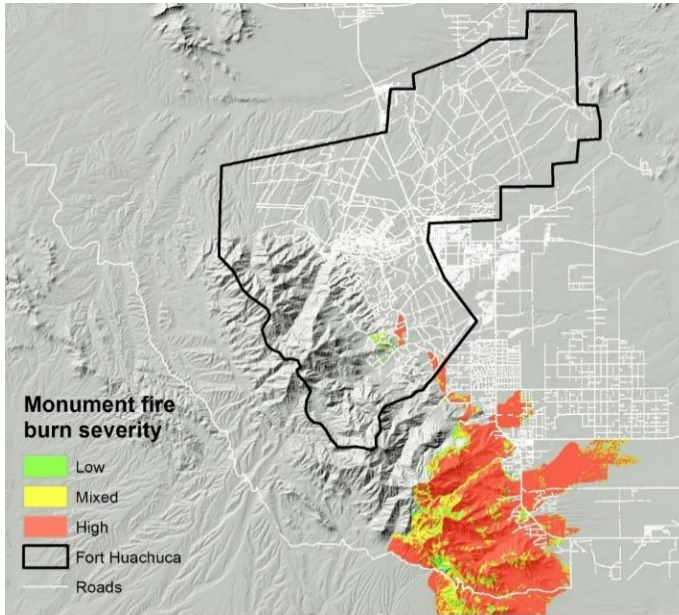 Monument fire
burn severity
Low
Mixed
High
Fort Huachuca
Roads